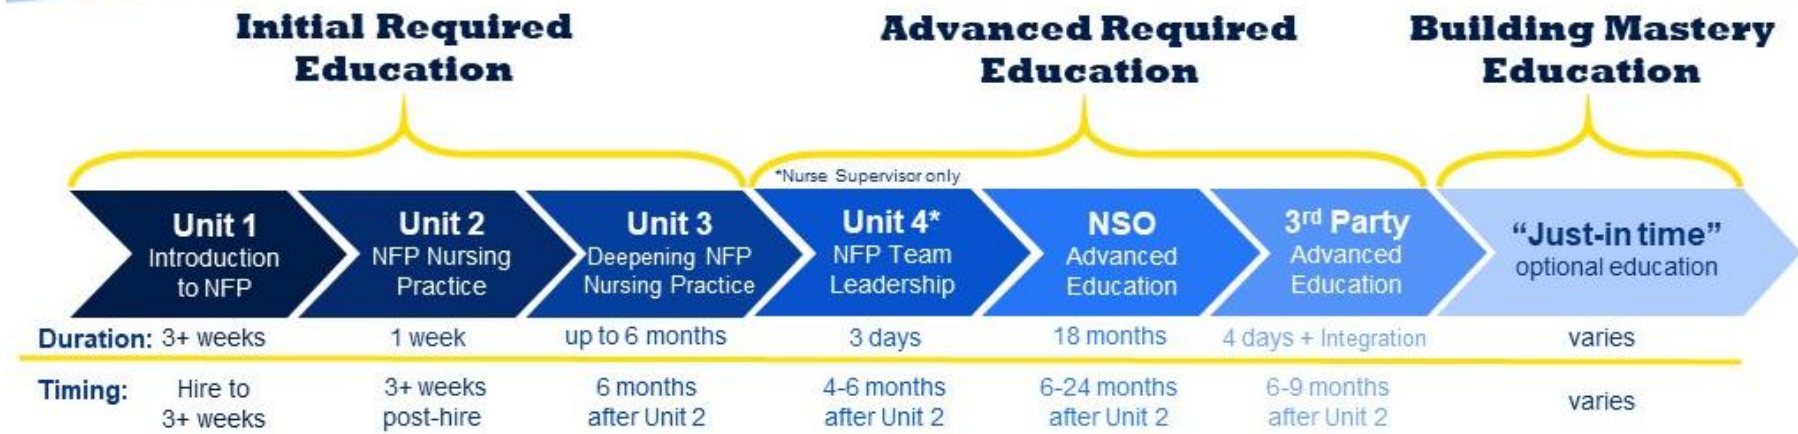 Initial Required
Education
Advanced Required
Education
Building Mastery
Education
*Nurse Supervisor only
Unit 1
Introduction
to NFP
Unit 2
NFP Nursing
Practice
Unit 3
Deepening NFP
Nursing Practice
Unit 4*
NFP Team
Leadership
NSO
Advanced
Education
3rd Party
Advanced
Education
“Just-in time”
optional education
Duration: 3+ weeks 1 week up to 6 months 3 days 18 months 4 days + Integration varies
Timing: Hire to 3+ weeks 6 months 4-6 months 6-24 months 6-9 months varies
3+ weeks post-hire after Unit 2 after Unit 2 after Unit 2 after Unit 2